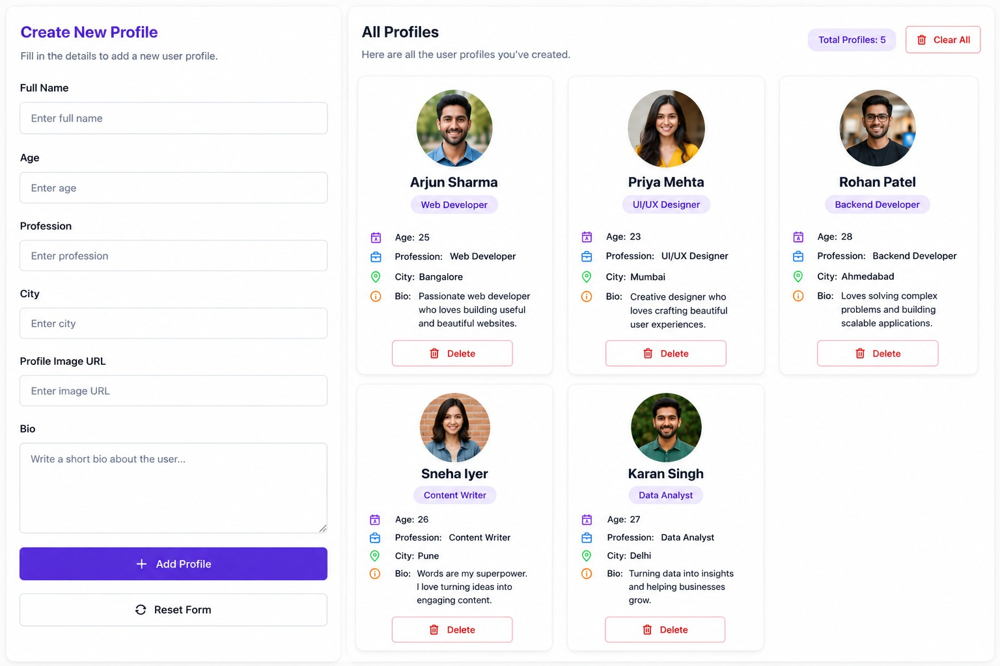 Create New Profile
Fill in the details to add a new user profile.
Full Name
Enter full name
Age
Enter age
Profession
Enter profession
City
Enter city
Profile Image URL
Enter image URL
Bio
Write a short bio about the user...
Add Profile
Reset Form
All Profiles
Here are all the user profiles you've created.
Total Profiles: 5
Clear All
Arjun Sharma
Web Developer
Age: 25
Profession: Web Developer
City: Bangalore
Bio: Passionate web developer
who loves building useful
and beautiful websites.
Delete
Priya Mehta
UI/UX Designer
Age: 23
Profession: UI/UX Designer
City: Mumbai
Bio: Creative designer who
loves crafting beautiful
user experiences.
Delete
Rohan Patel
Backend Developer
Age: 28
Profession: Backend Developer
City: Ahmedabad
Bio: Loves solving complex
problems and building
scalable applications.
Delete
Sneha Iyer
Content Writer
Age: 26
Profession: Content Writer
City: Pune
Bio: Words are my superpower.
I love turning ideas into
engaging content.
Delete
Karan Singh
Data Analyst
Age: 27
Profession: Data Analyst
City: Delhi
Bio: Turning data into insights
and helping businesses
grow.
Delete